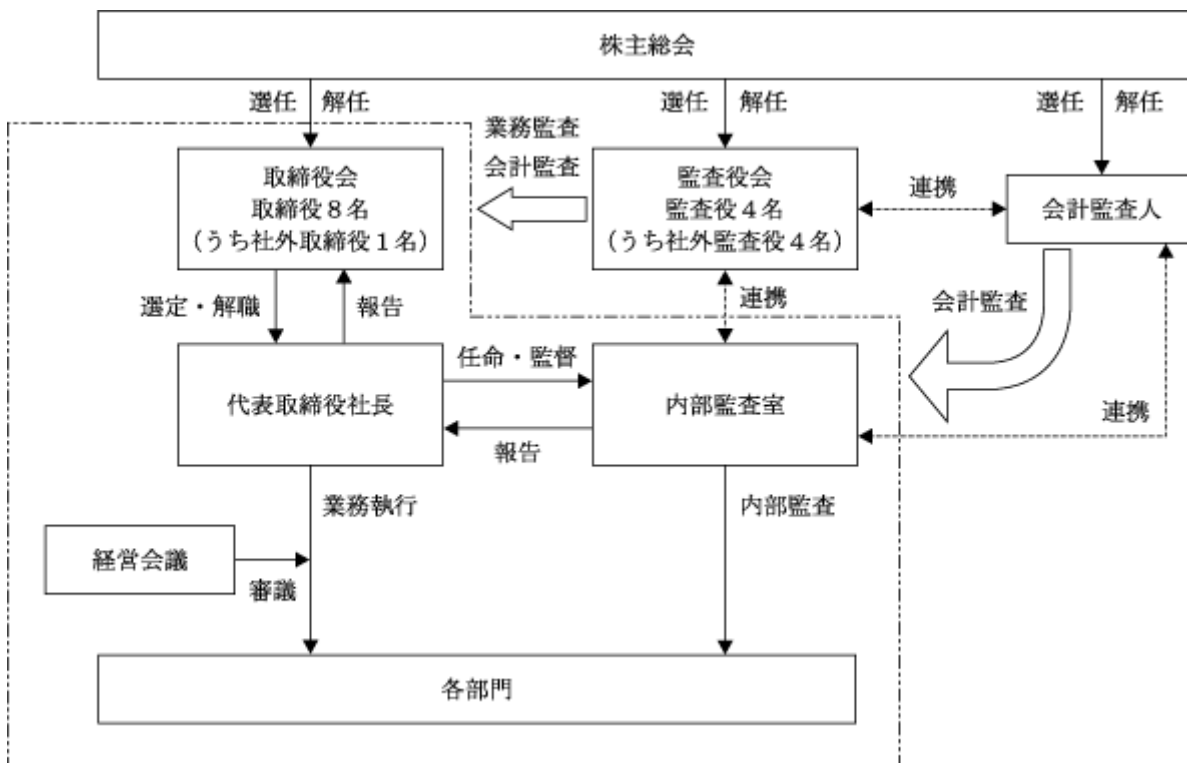 株主総会
選任 解任
選任 解任
選任 解任
業務監査
会計監査
取締役会
取締役8名
(うち社外取締役1名)
監査役会
監査役4名
(うち社外監査役4名)
連携
会計監査人
選定・解職
報告
連携
会計監査
代表取締役社長
任命・監督
報告
内部監査室
連携
業務執行
内部監査
経営会議
審議
各部門